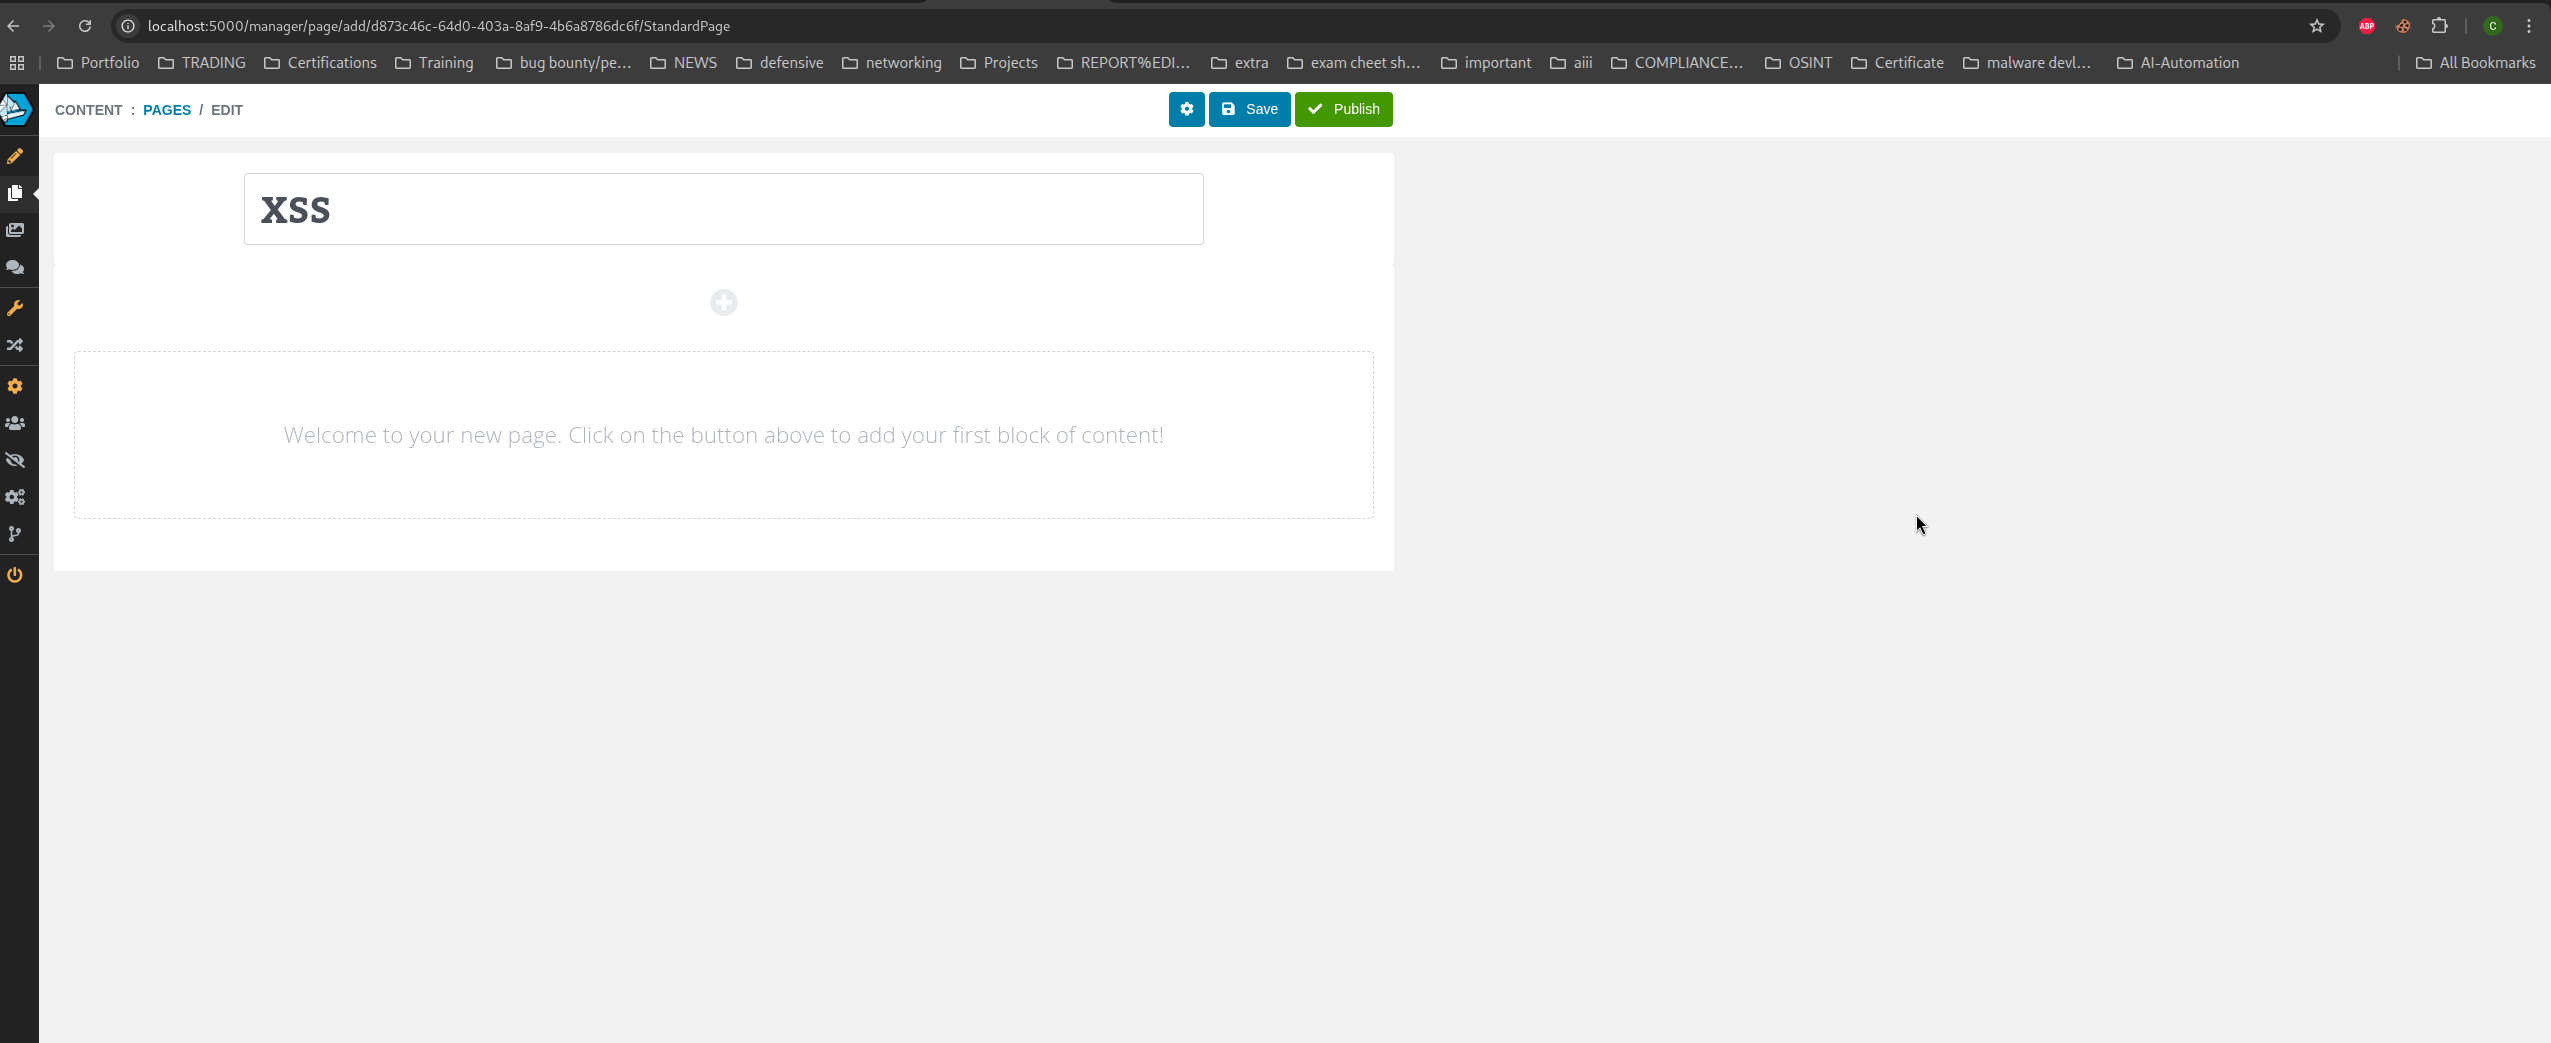 localhost:5000/manager/page/add/d873c46c-64d0-403a-8af9-4b6a8786dc6f/StandardPage
ABP
C
Portfolio TRADING Certifications Training bug bounty/pe... NEWS defensive networking Projects REPORT%EDI... extra exam cheet sh... important aiii COMPLIANCE... OSINT Certificate malware devl... AI-Automation All Bookmarks
CONTENT : PAGES / EDIT Save Publish
xss
Welcome to your new page. Click on the button above to add your first block of content!